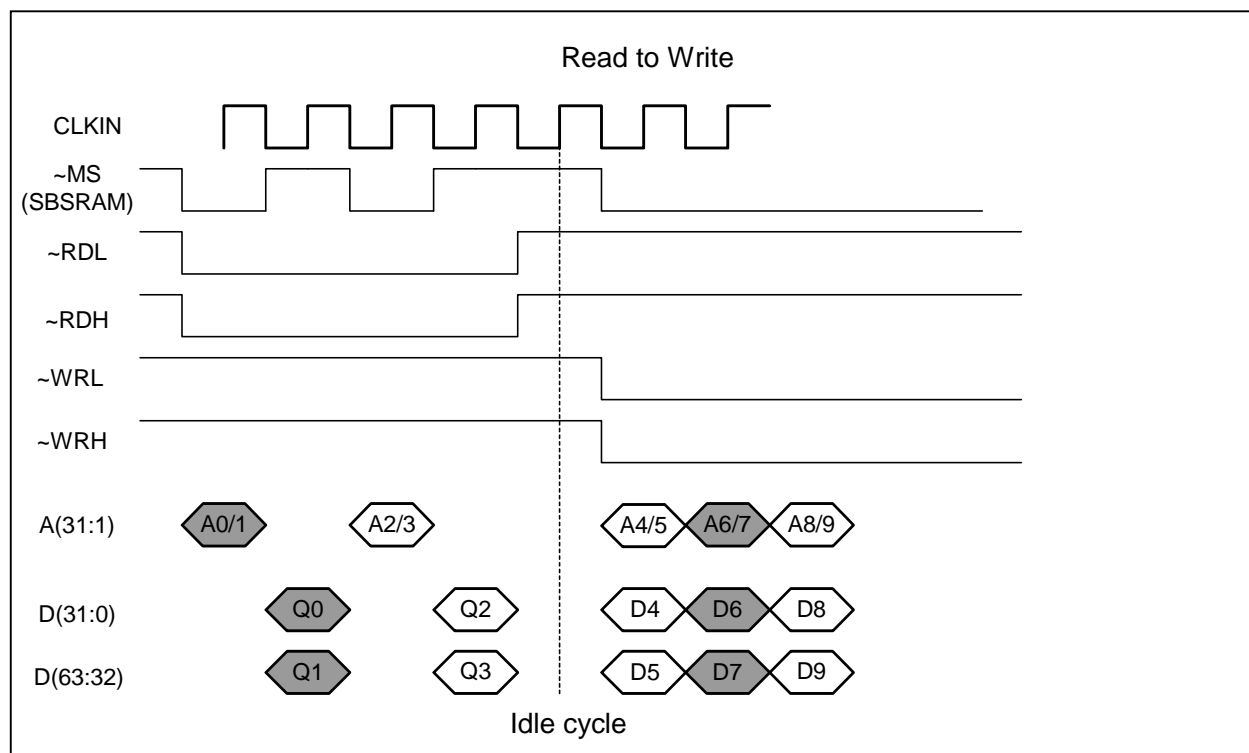 Read to Write
CLKIN
~MS
(SBSRAM)
~RDL
~RDH
~WRL
~WRH
A(31:1) A0/1 A2/3 A4/5 A6/7 A8/9
D(31:0) Q0 Q2 D4 D6 D8
D(63:32) Q1 Q3 D5 D7 D9
Idle cycle